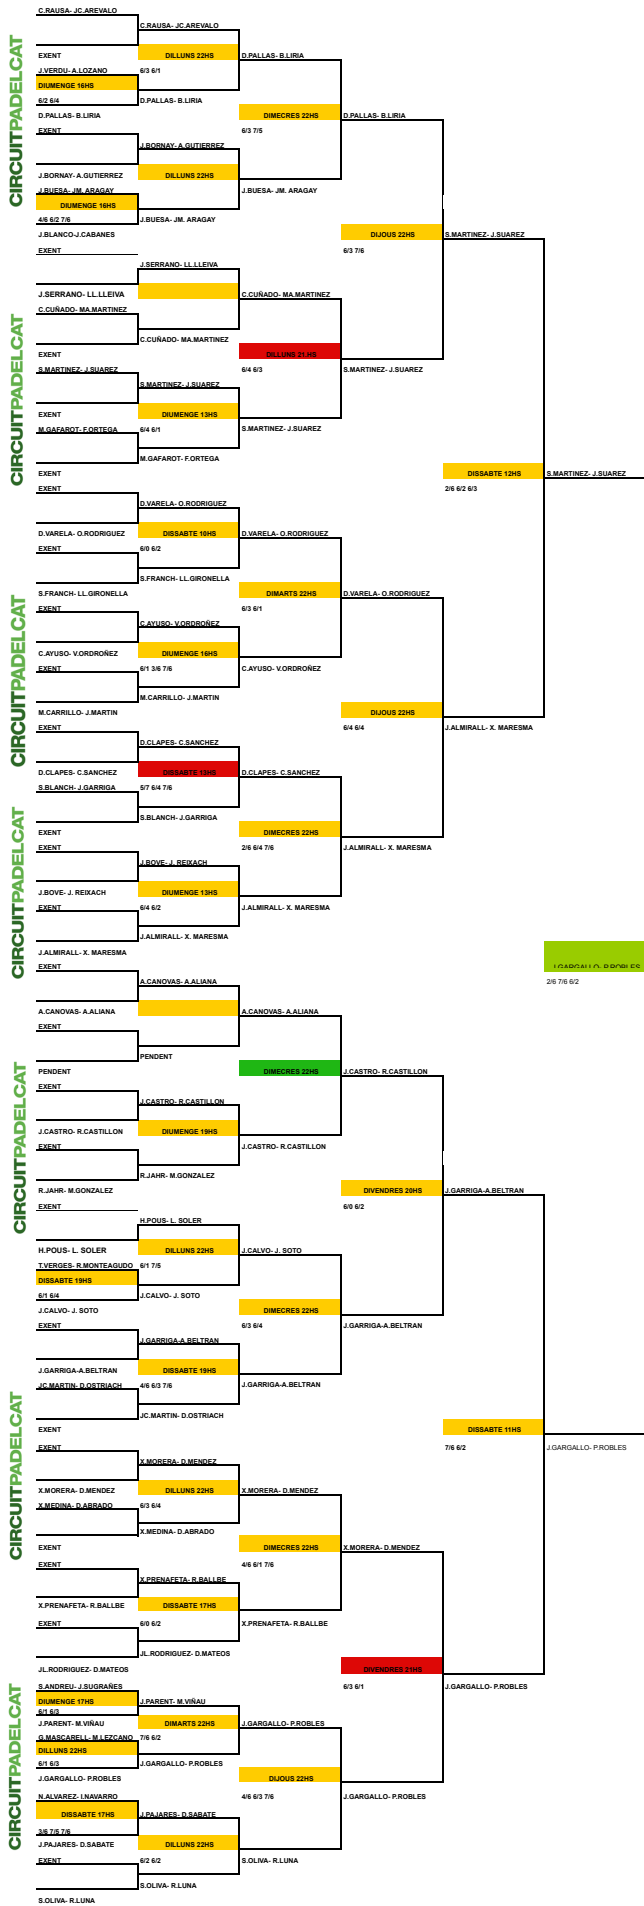 C.RAUSA- JC.AREVALO
C.RAUSA- JC.AREVALO
EXENT
DILLUNS 22HS
D.PALLAS- B.LIRIA
J.VERDU- A.LOZANO
6/3 6/1
DIUMENGE 16HS
6/2 6/4
D.PALLAS- B.LIRIA
D.PALLAS- B.LIRIA
DIMECRES 22HS
D.PALLAS- B.LIRIA
EXENT
6/3 7/5
J.BORNAY- A.GUTIERREZ
J.BORNAY- A.GUTIERREZ
DILLUNS 22HS
J.BUESA- JM. ARAGAY
J.BUESA- JM. ARAGAY
DIUMENGE 16HS
4/6 6/2 7/6
J.BUESA- JM. ARAGAY
J.BLANCO-J.CABANES
DIJOUS 22HS
S.MARTINEZ- J.SUAREZ
EXENT
6/3 7/6
J.SERRANO- LL.LLEIVA
J.SERRANO- LL.LLEIVA
C.CUÑADO- MA.MARTINEZ
C.CUÑADO- MA.MARTINEZ
C.CUÑADO- MA.MARTINEZ
EXENT
DILLUNS 21.HS
S.MARTINEZ- J.SUAREZ
6/4 6/3
S.MARTINEZ- J.SUAREZ
S.MARTINEZ- J.SUAREZ
EXENT
DIUMENGE 13HS
M.GAFAROT- F.ORTEGA
6/4 6/1
S.MARTINEZ- J.SUAREZ
M.GAFAROT- F.ORTEGA
EXENT
DISSABTE 12HS
S.MARTINEZ- J.SUAREZ
EXENT
2/6 6/2 6/3
D.VARELA- O.RODRIGUEZ
D.VARELA- O.RODRIGUEZ
DISSABTE 10HS
D.VARELA- O.RODRIGUEZ
EXENT
6/0 6/2
S.FRANCH- LL.GIRONELLA
S.FRANCH- LL.GIRONELLA
DIMARTS 22HS
D.VARELA- O.RODRIGUEZ
EXENT
6/3 6/1
C.AYUSO- V.ORDROÑEZ
C.AYUSO- V.ORDROÑEZ
DIUMENGE 16HS
EXENT
6/1 3/6 7/6
C.AYUSO- V.ORDROÑEZ
M.CARRILLO- J.MARTIN
M.CARRILLO- J.MARTIN
DIJOUS 22HS
EXENT
6/4 6/4
J.ALMIRALL- X. MARESMA
D.CLAPES- C.SANCHEZ
D.CLAPES- C.SANCHEZ
DISSABTE 13HS
D.CLAPES- C.SANCHEZ
S.BLANCH- J.GARRIGA
5/7 6/4 7/6
S.BLANCH- J.GARRIGA
EXENT
DIMECRES 22HS
EXENT
2/6 6/4 7/6
J.ALMIRALL- X. MARESMA
J.BOVE- J. REIXACH
J.BOVE- J. REIXACH
DIUMENGE 13HS
EXENT
6/4 6/2
J.ALMIRALL- X. MARESMA
J.ALMIRALL- X. MARESMA
J.ALMIRALL- X. MARESMA
EXENT
J.GARGALLO- P.ROBLES
2/6 7/6 6/2
A.CANOVAS- A.ALIANA
A.CANOVAS- A.ALIANA
A.CANOVAS- A.ALIANA
EXENT
PENDENT
PENDENT
DIMECRES 22HS
J.CASTRO- R.CASTILLON
EXENT
J.CASTRO- R.CASTILLON
J.CASTRO- R.CASTILLON
DIUMENGE 19HS
EXENT
J.CASTRO- R.CASTILLON
R.JAHR- M.GONZALEZ
R.JAHR- M.GONZALEZ
DIVENDRES 20HS
J.GARRIGA-A.BELTRAN
EXENT
6/0 6/2
H.POUS- L. SOLER
H.POUS- L. SOLER
DILLUNS 22HS
J.CALVO- J. SOTO
T.VERGES- R.MONTEAGUDO
6/1 7/5
DISSABTE 19HS
6/1 6/4
J.CALVO- J. SOTO
J.CALVO- J. SOTO
DIMECRES 22HS
EXENT
6/3 6/4
J.GARRIGA-A.BELTRAN
J.GARRIGA-A.BELTRAN
J.GARRIGA-A.BELTRAN
DISSABTE 19HS
JC.MARTIN- D.OSTRIACH
4/6 6/3 7/6
J.GARRIGA-A.BELTRAN
JC.MARTIN- D.OSTRIACH
EXENT
DISSABTE 11HS
EXENT
7/6 6/2
J.GARGALLO- P.ROBLES
X.MORERA- D.MENDEZ
X.MORERA- D.MENDEZ
DILLUNS 22HS
X.MORERA- D.MENDEZ
X.MEDINA- D.ABRADO
6/3 6/4
X.MEDINA- D.ABRADO
EXENT
DIMECRES 22HS
X.MORERA- D.MENDEZ
EXENT
4/6 6/1 7/6
X.PRENAFETA- R.BALLBE
X.PRENAFETA- R.BALLBE
DISSABTE 17HS
EXENT
6/0 6/2
X.PRENAFETA- R.BALLBE
JL.RODRIGUEZ- D.MATEOS
JL.RODRIGUEZ- D.MATEOS
DIVENDRES 21HS
S.ANDREU- J.SUGRAÑES
6/3 6/1
J.GARGALLO- P.ROBLES
DIUMENGE 17HS
J.PARENT- M.VIÑAU
6/1 6/3
J.PARENT- M.VIÑAU
DIMARTS 22HS
J.GARGALLO- P.ROBLES
G.MASCARELL- M.LEZCANO
7/6 6/2
DILLUNS 22HS
6/1 6/3
J.GARGALLO- P.ROBLES
J.GARGALLO- P.ROBLES
DIJOUS 22HS
N.ALVAREZ- I.NAVARRO
4/6 6/3 7/6
J.GARGALLO- P.ROBLES
DISSABTE 17HS
J.PAJARES- D.SABATE
3/6 7/5 7/6
J.PAJARES- D.SABATE
DILLUNS 22HS
EXENT
6/2 6/2
S.OLIVA- R.LUNA
S.OLIVA- R.LUNA
S.OLIVA- R.LUNA
CIRCUITPADELCAT
CIRCUITPADELCAT
CIRCUITPADELCAT
CIRCUITPADELCAT
CIRCUITPADELCAT
CIRCUITPADELCAT
CIRCUITPADELCAT